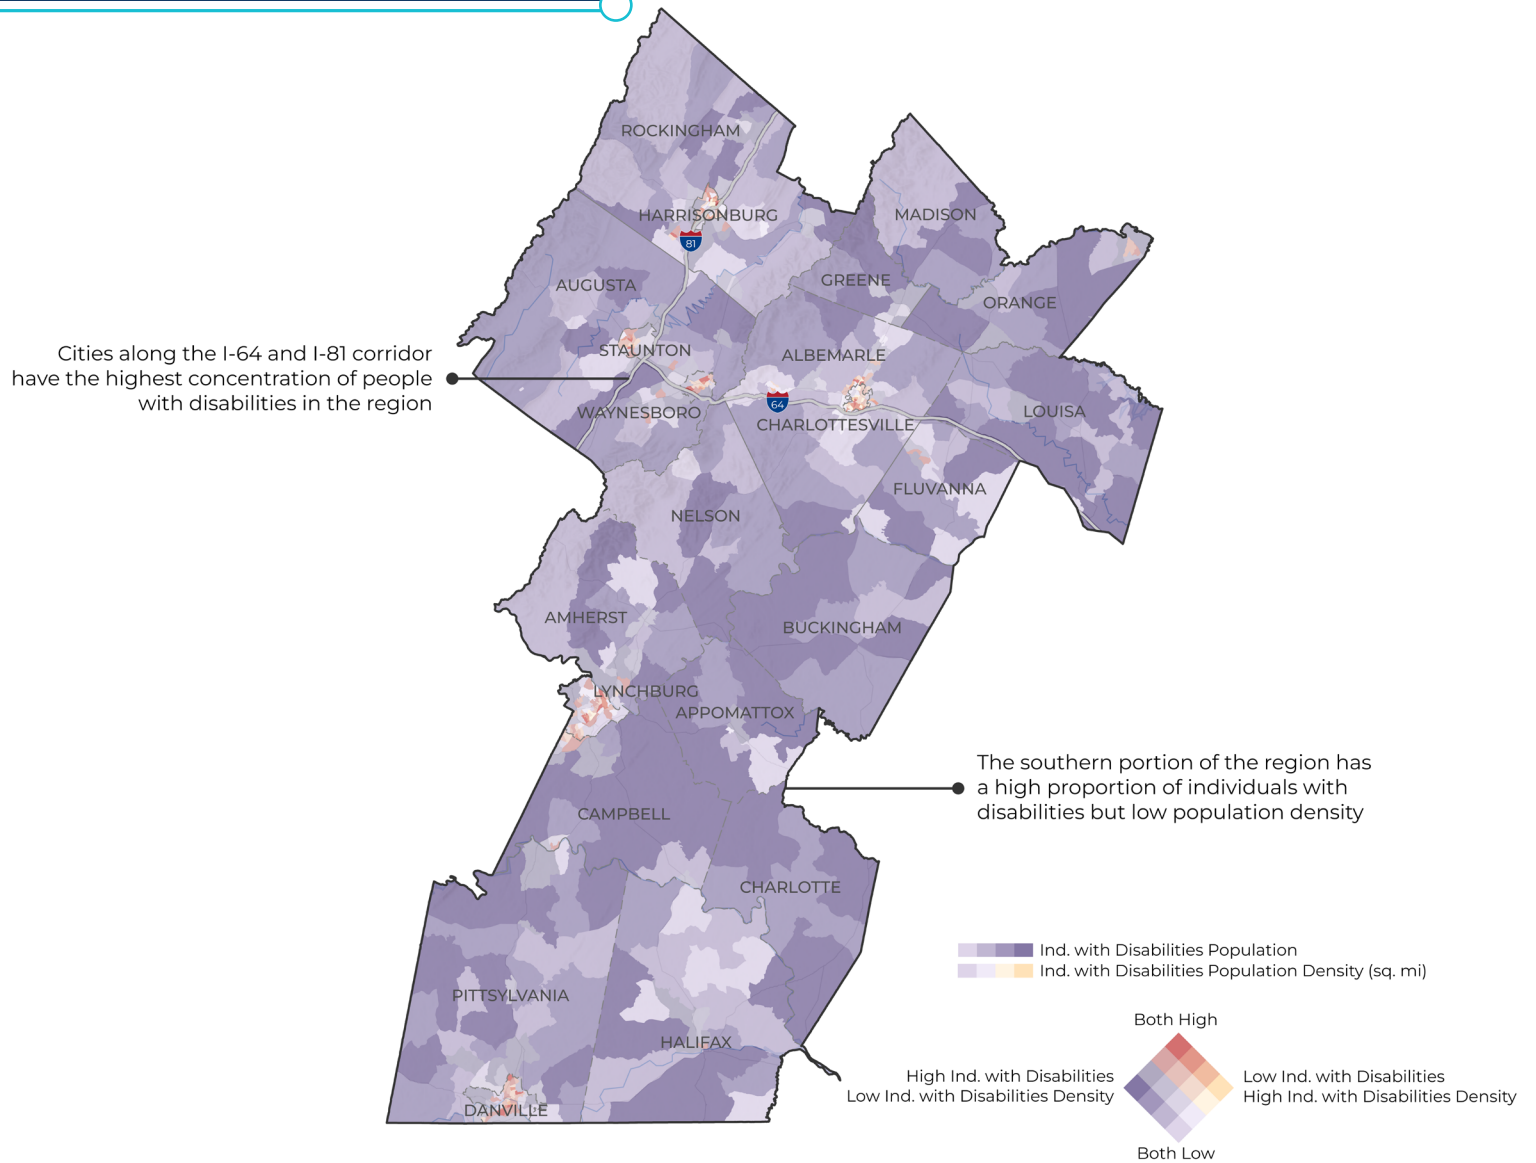 ROCKINGHAM
HARRISONBURG
81
MADISON
AUGUSTA
GREENE
ORANGE
STAUNTON
ALBEMARLE
Cities along the I-64 and I-81 corridor
have the highest concentration of people
with disabilities in the region
64
WAYNESBORO
CHARLOTTESVILLE
LOUISA
FLUVANNA
NELSON
AMHERST
BUCKINGHAM
LYNCHBURG
APPOMATTOX
The southern portion of the region has
a high proportion of individuals with
disabilities but low population density
CAMPBELL
CHARLOTTE
PITTSYLVANIA
HALIFAX
DANVILLE
Ind. with Disabilities Population
Ind. with Disabilities Population Density (sq. mi)
Both High
High Ind. with Disabilities
Low Ind. with Disabilities Density
Low Ind. with Disabilities
High Ind. with Disabilities Density
Both Low